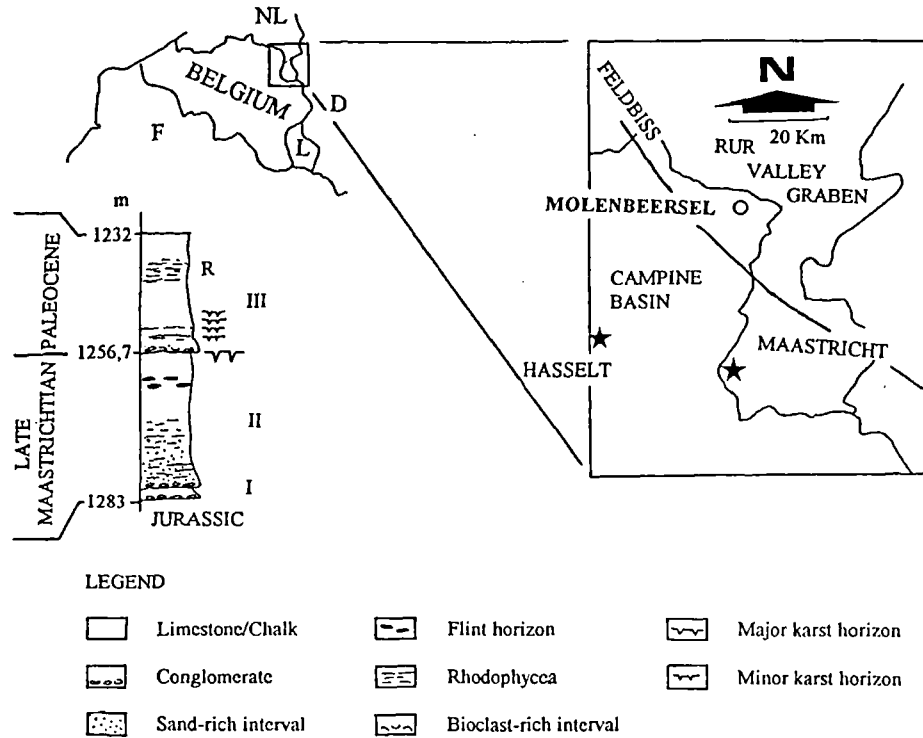 NL
BELGIUM
D
F
L
FELDBISS
N
20 Km
RUR
VALLEY
GRABEN
MOLENBEERSEL
CAMPINE
BASIN
HASSELT
MAASTRICHT
m
1232
PALEOCENE
R
III
1256,7
LATE
MAASTRICHTIAN
II
I
1283
JURASSIC
LEGEND
Limestone/Chalk
Flint horizon
Major karst horizon
Conglomerate
Rhodophycea
Minor karst horizon
Sand-rich interval
Bioclast-rich interval